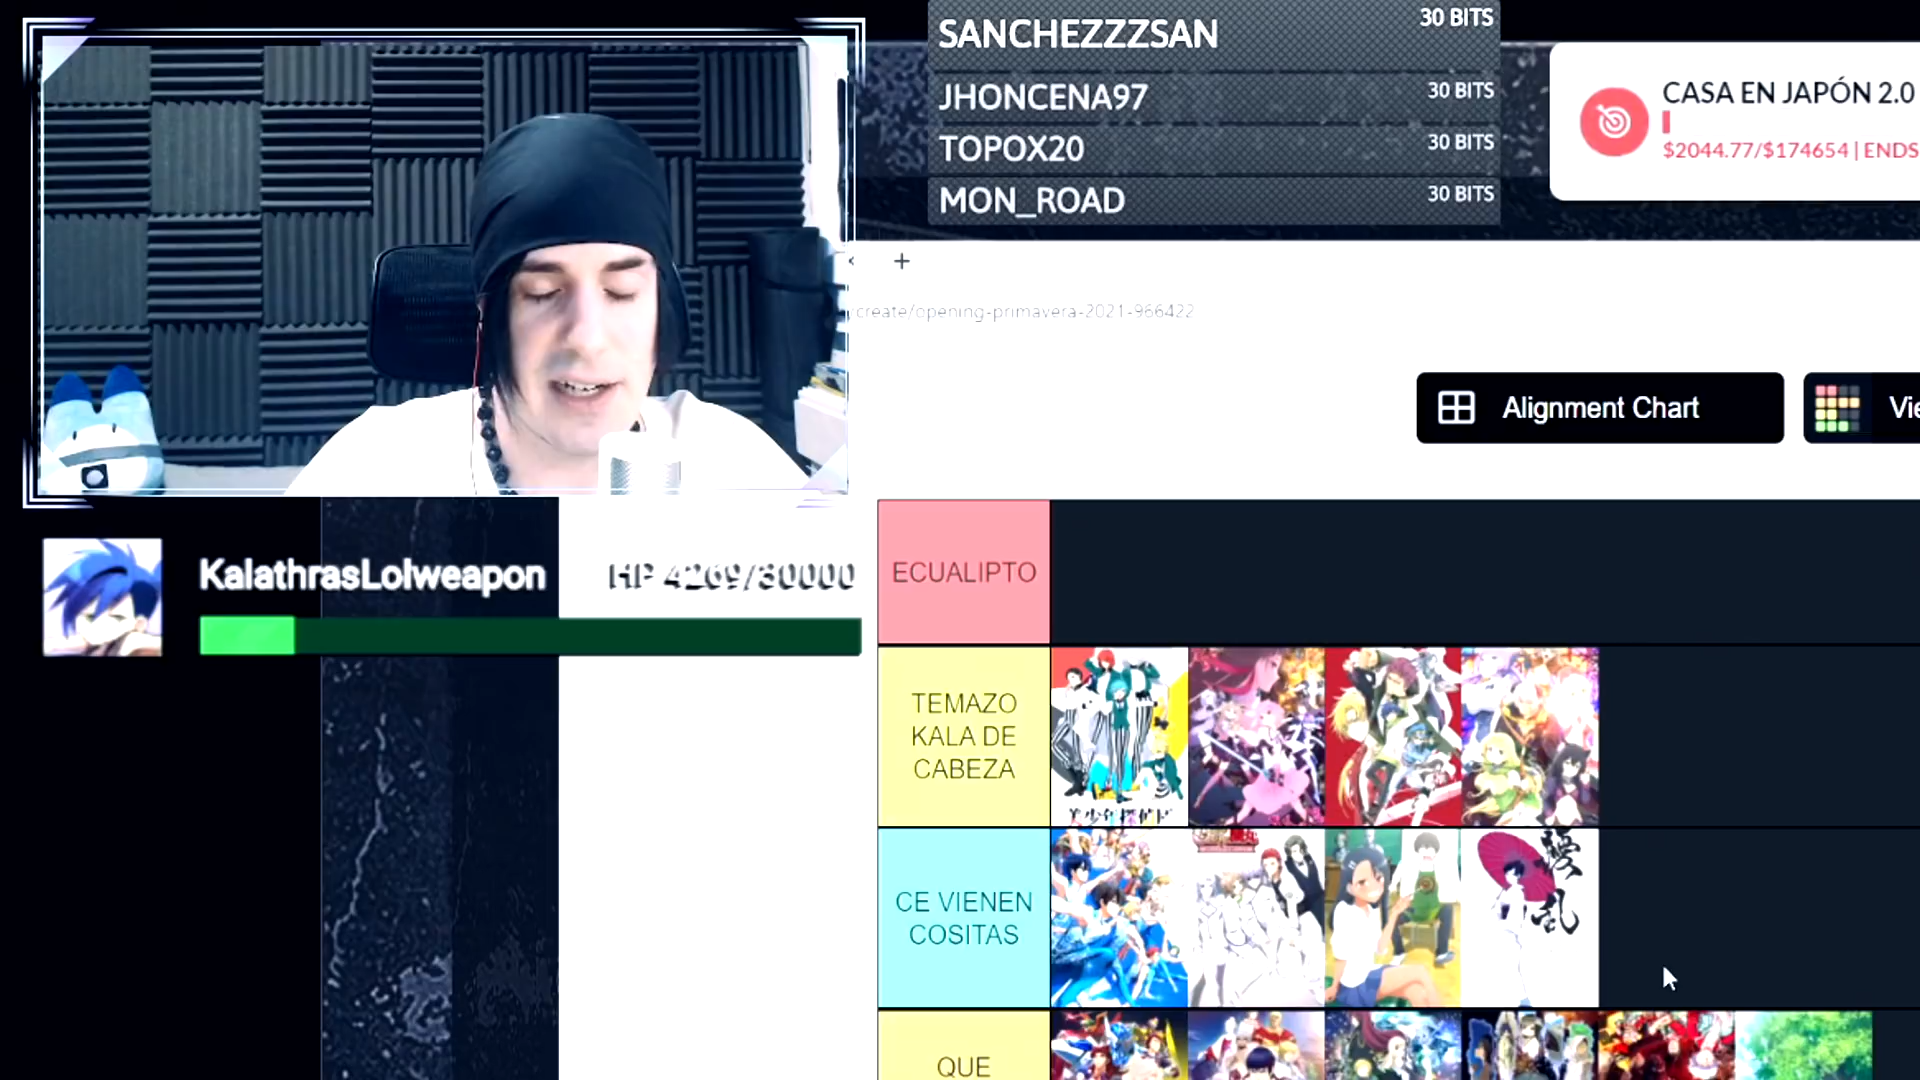 SANCHEZZZSAN 30 BITS
JHONCENA97 30 BITS
TOPOX20 30 BITS
MON_ROAD 30 BITS
CASA EN JAPÓN 2.0
$2044.77/$174654 | ENDS
create/opening-primavera-2021-966422
Alignment Chart
Vie
KalathrasLolweapon HP 4269/30000
ECUALIPTO
TEMAZO
KALA DE
CABEZA
CE VIENEN
COSITAS
QUE